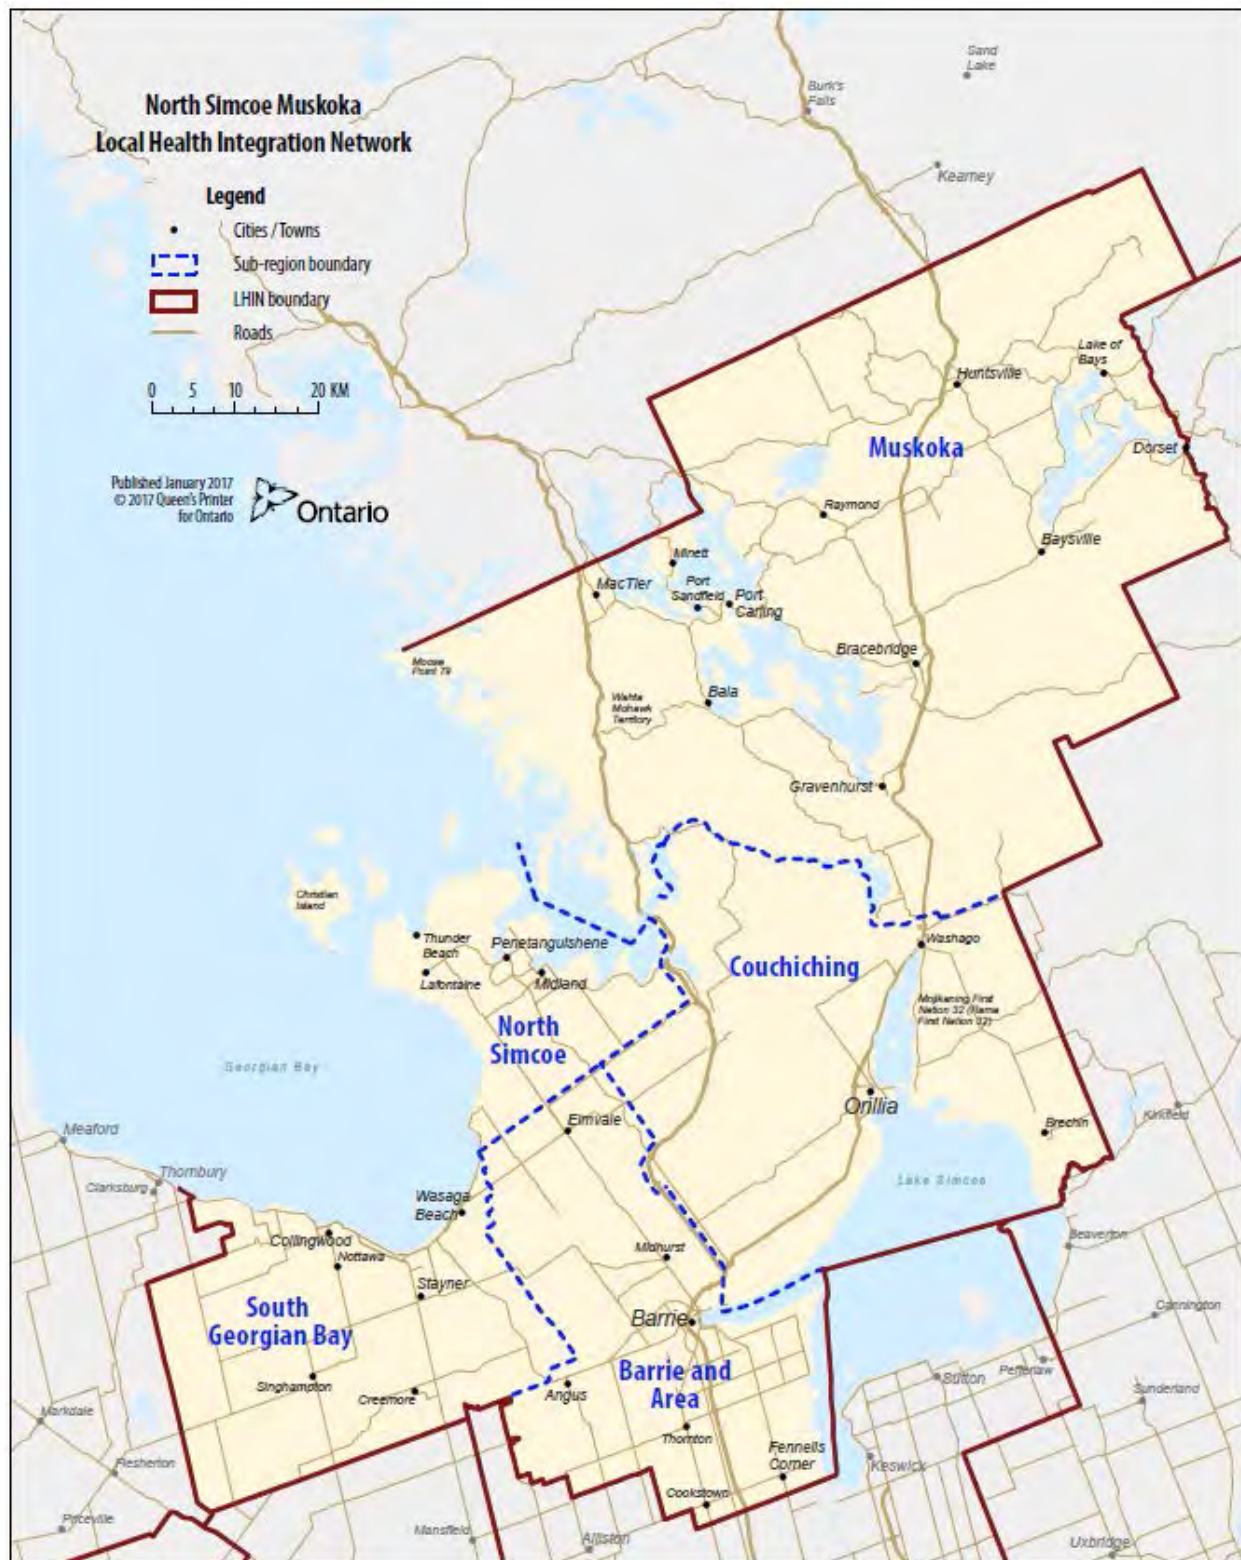 North Simcoe Muskoka
Local Health Integration Network
Legend
Cities / Towns
Sub-region boundary
LHIN boundary
Roads
0 5 10 20 KM
Published January 2017
© 2017 Queen's Printer
for Ontario
Ontario
Sand
Lake
Burk's
Falls
Kearney
Lake of
Bays
Huntsville
Muskoka
Dorset
Raymond
Baysville
Minett
MacTier
Port
Sandfield
Port
Carling
Bracebridge
Moose
Point 79
Wahta
Mohawk
Territory
Bala
Gravenhurst
Christian
Island
Thunder
Beach
Penetanguishene
Lafontaine
Midland
Washago
Couchiching
Mnjikaning First
Nation 32 (Rama
First Nation 32)
North
Simcoe
Georgian Bay
Orillia
Elmvale
Brechin
Kirkfield
Meaford
Thornbury
Clarksburg
Lake Simcoe
Wasaga
Beach
Collingwood
Nottawa
Midhurst
Beaverton
Stayner
South
Georgian Bay
Barrie
Cannington
Barrie and
Area
Singhampton
Creemore
Angus
Pefferlaw
Sutton
Sunderland
Markdale
Thornton
Fennells
Corner
Flesherton
Keswick
Cookstown
Priceville
Mansfield
Alliston
Uxbridge